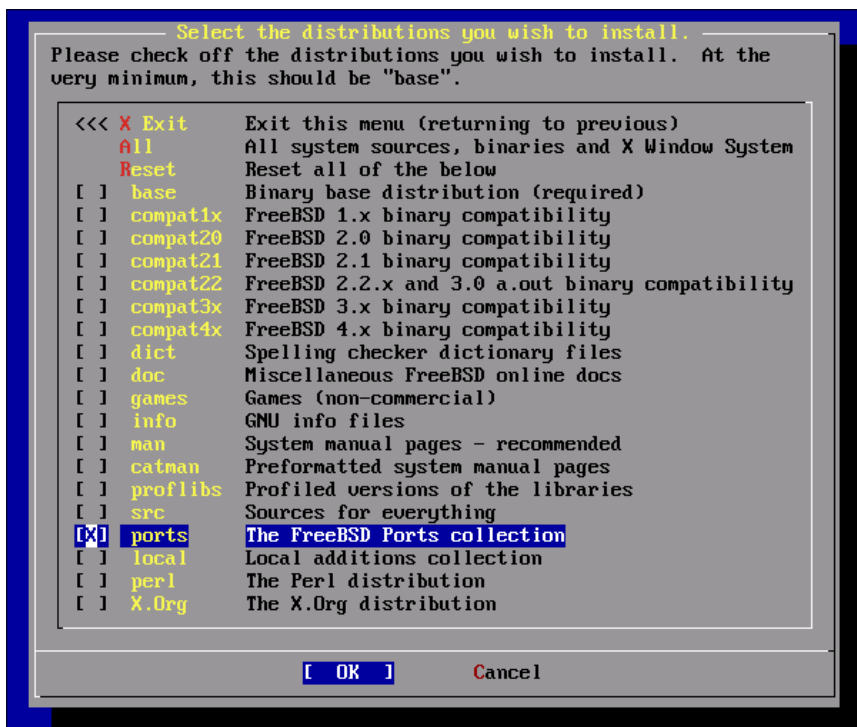 Select the distributions you wish to install.
Please check off the distributions you wish to install.  At the
very minimum, this should be "base".
<<< X Exit      Exit this menu (returning to previous)
All       All system sources, binaries and X Window System
Reset     Reset all of the below
[ ]  base      Binary base distribution (required)
[ ]  compat1x  FreeBSD 1.x binary compatibility
[ ]  compat20  FreeBSD 2.0 binary compatibility
[ ]  compat21  FreeBSD 2.1 binary compatibility
[ ]  compat22  FreeBSD 2.2.x and 3.0 a.out binary compatibility
[ ]  compat3x  FreeBSD 3.x binary compatibility
[ ]  compat4x  FreeBSD 4.x binary compatibility
[ ]  dict      Spelling checker dictionary files
[ ]  doc       Miscellaneous FreeBSD online docs
[ ]  games     Games (non-commercial)
[ ]  info      GNU info files
[ ]  man       System manual pages - recommended
[ ]  catman    Preformatted system manual pages
[ ]  proflibs  Profiled versions of the libraries
[ ]  src       Sources for everything
[X]  ports     The FreeBSD Ports collection
[ ]  local     Local additions collection
[ ]  perl      The Perl distribution
[ ]  X.Org     The X.Org distribution
[  OK  ]       Cancel